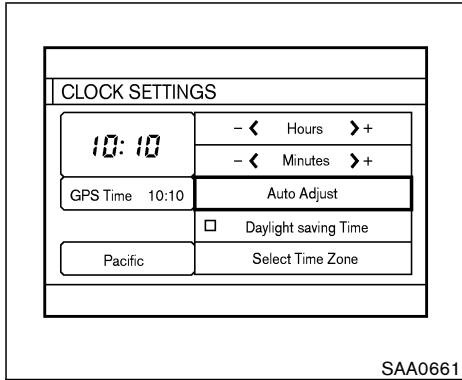 CLOCK SETTINGS
10:10
- < Hours > +
- < Minutes > +
GPS Time 10:10
Auto Adjust
Daylight saving Time
Pacific
Select Time Zone
SAA0661